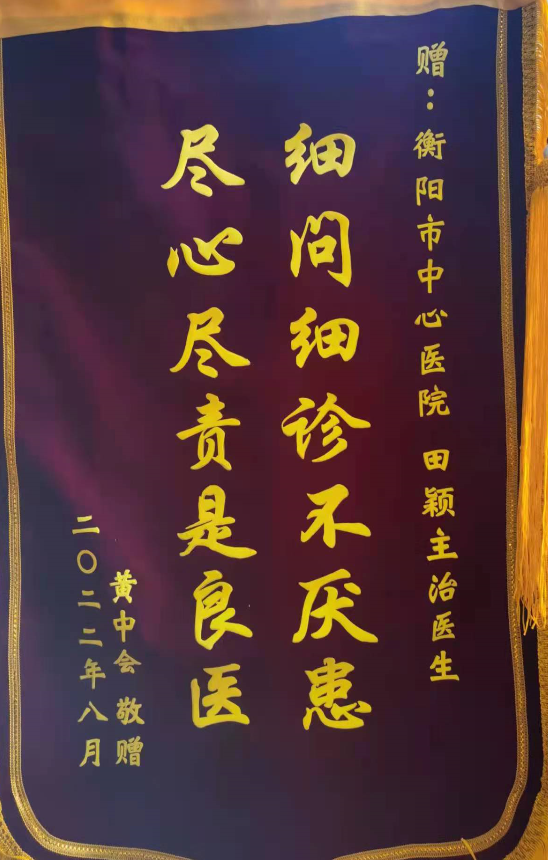 赠：衡阳市中心医院 田颖主治医生
细问细诊不厌患
尽心尽责是良医
黄中会 敬赠
二〇二二年八月